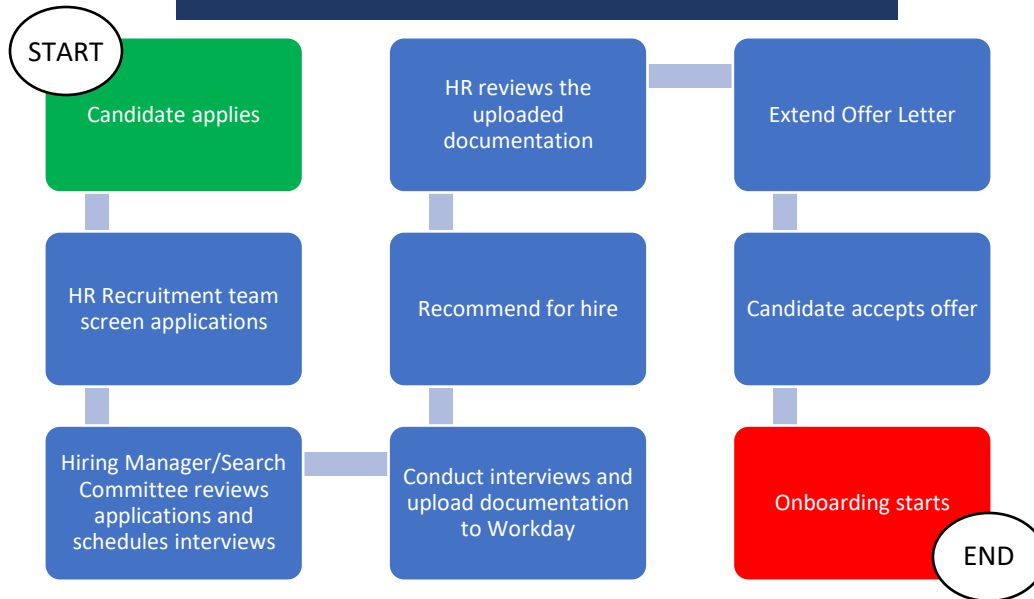 START
Candidate applies
HR Recruitment team
screen applications
Hiring Manager/Search
Committee reviews
applications and
schedules interviews
Conduct interviews and
upload documentation
to Workday
Recommend for hire
HR reviews the
uploaded
documentation
Extend Offer Letter
Candidate accepts offer
Onboarding starts
END